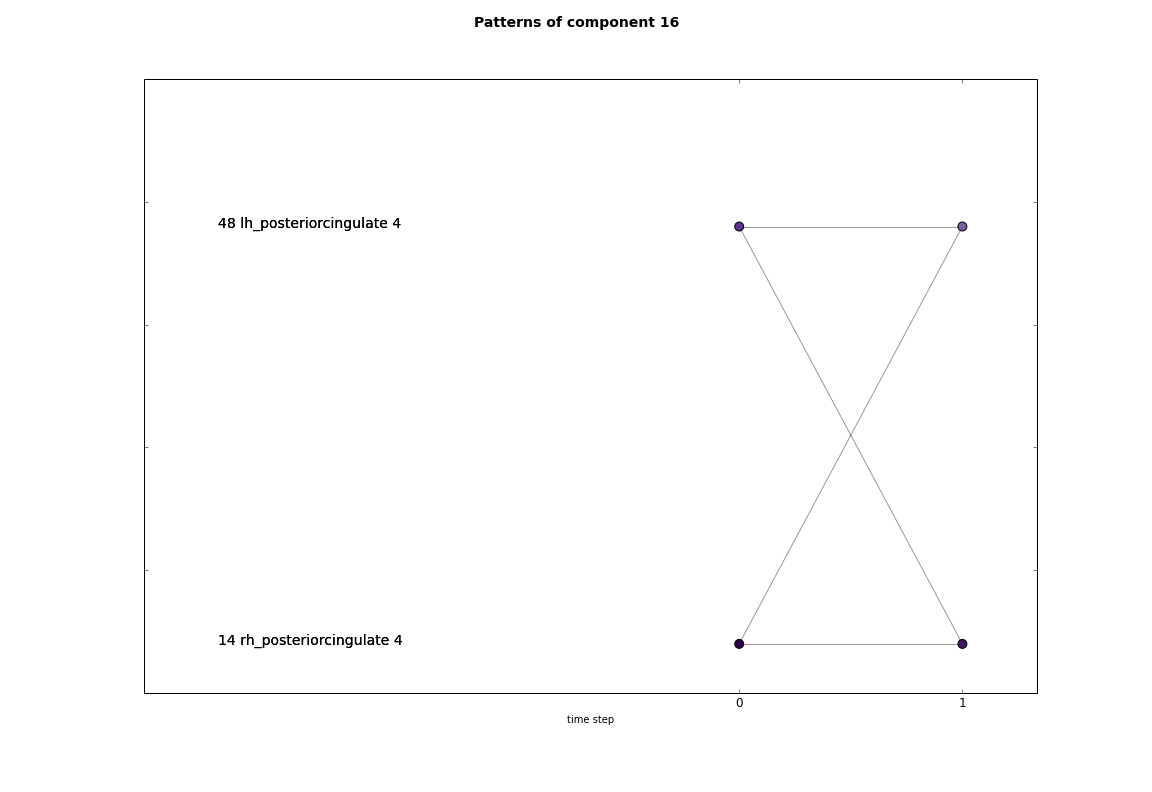 Patterns of component 16
48 lh_posteriorcingulate 4
14 rh_posteriorcingulate 4
0 1
time step